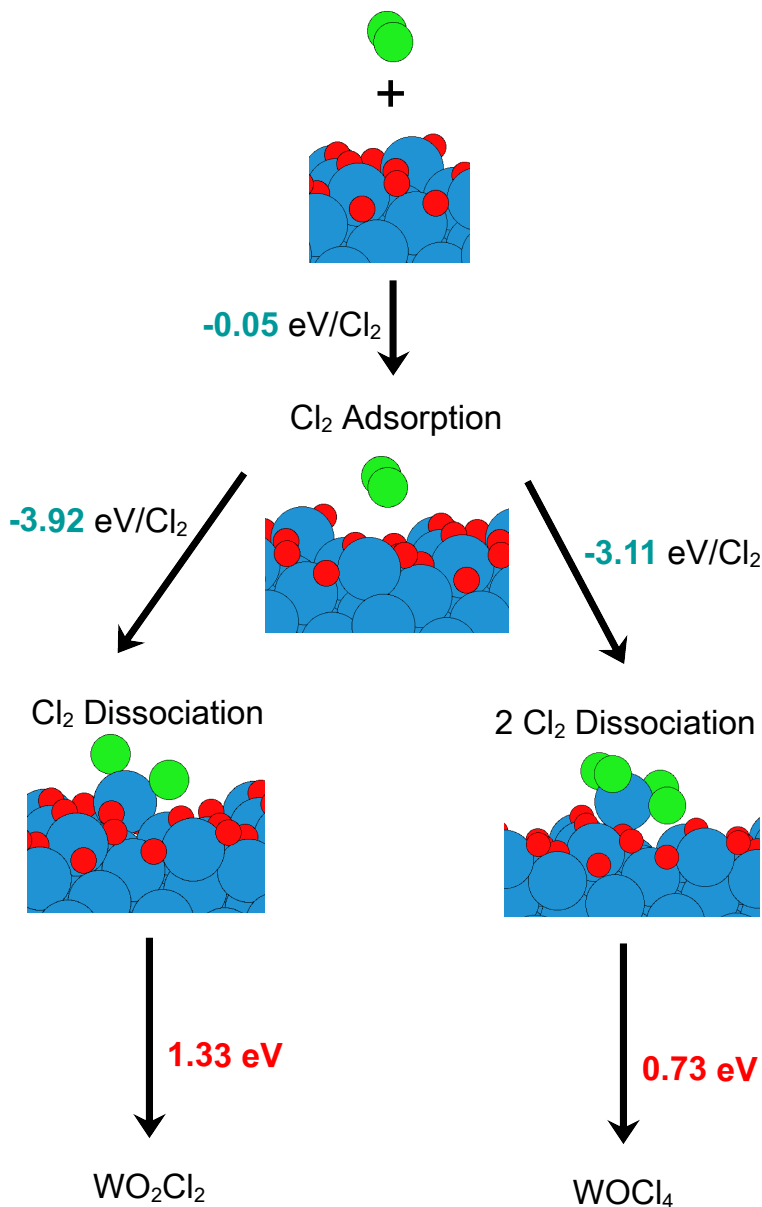 +
-0.05 eV/Cl₂
Cl₂ Adsorption
-3.92 eV/Cl₂
-3.11 eV/Cl₂
Cl₂ Dissociation
2 Cl₂ Dissociation
1.33 eV
0.73 eV
WO₂Cl₂
WOCl₄